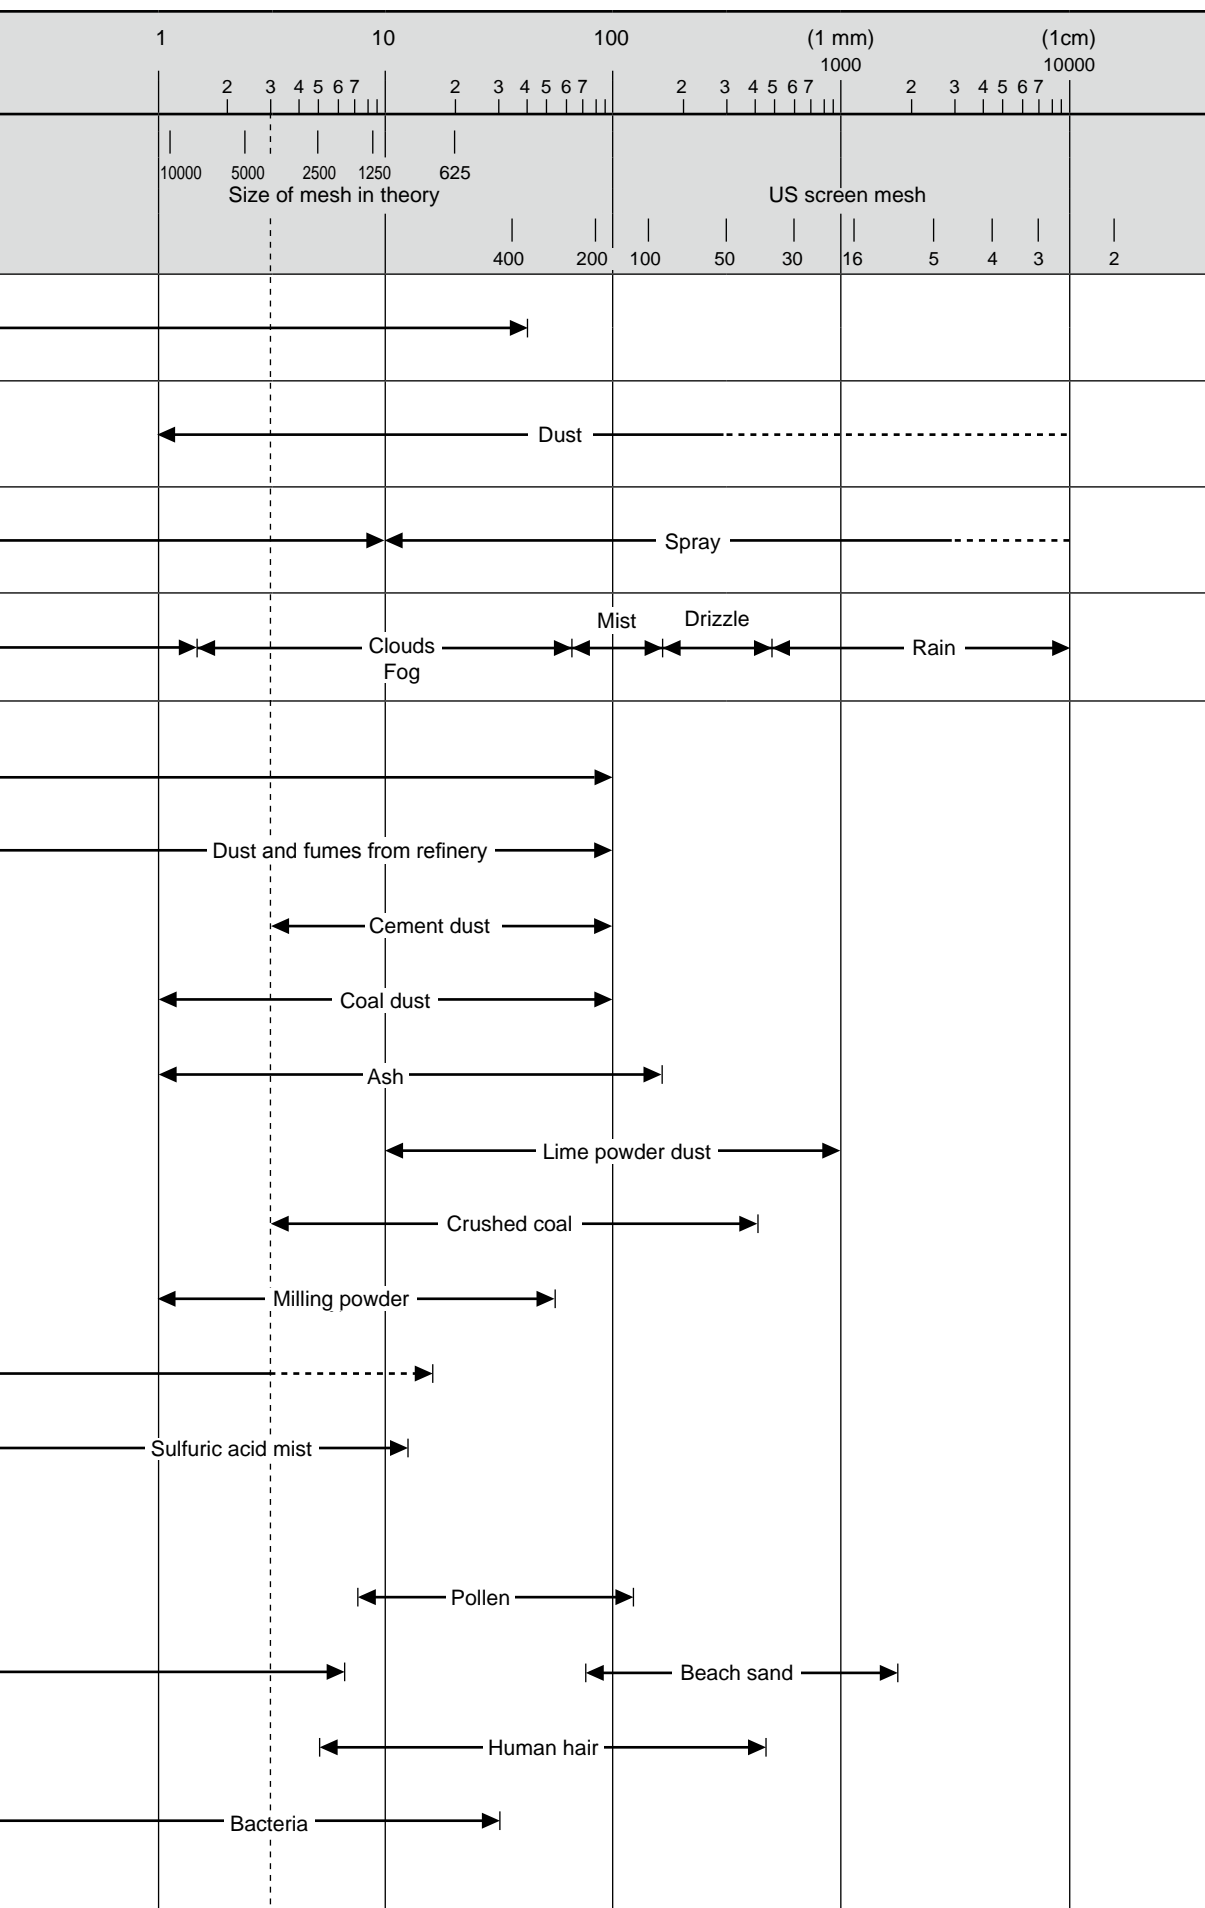 1 10 100 (1 mm) (1cm)
1000 10000
2 3 4 5 6 7 2 3 4 5 6 7 2 3 4 5 6 7 2 3 4 5 6 7
10000 5000 2500 1250 625
Size of mesh in theory US screen mesh
400 200 100 50 30 16 5 4 3 2
Dust
Spray
Mist Drizzle
Clouds Rain
Fog
Dust and fumes from refinery
Cement dust
Coal dust
Ash
Lime powder dust
Crushed coal
Milling powder
Sulfuric acid mist
Pollen
Beach sand
Human hair
Bacteria